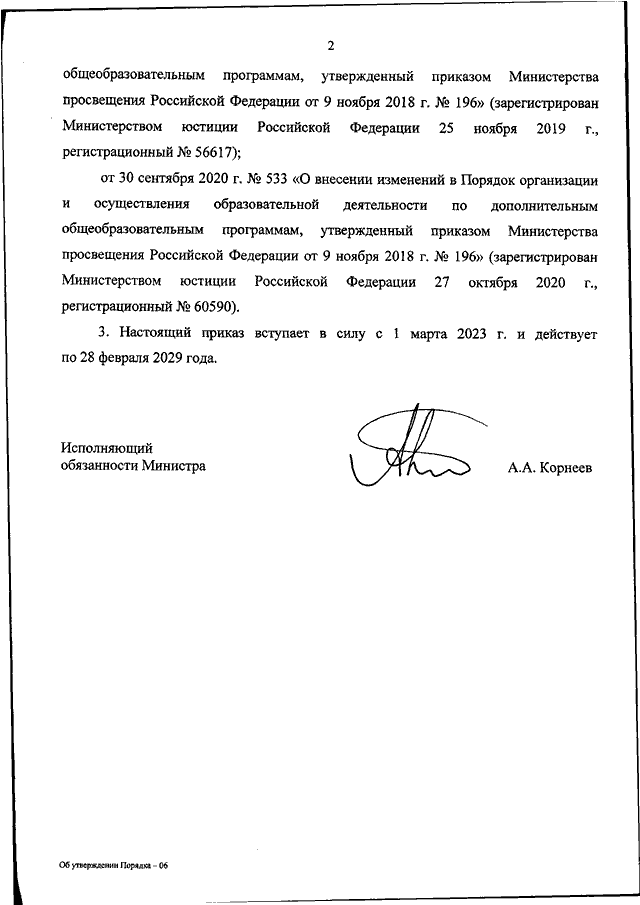 2
общеобразовательным программам, утвержденный приказом Министерства
просвещения Российской Федерации от 9 ноября 2018 г. № 196» (зарегистрирован
Министерством юстиции Российской Федерации 25 ноября 2019 г.,
регистрационный № 56617);
от 30 сентября 2020 г. № 533 «О внесении изменений в Порядок организации
и осуществления образовательной деятельности по дополнительным
общеобразовательным программам, утвержденный приказом Министерства
просвещения Российской Федерации от 9 ноября 2018 г. № 196» (зарегистрирован
Министерством юстиции Российской Федерации 27 октября 2020 г.,
регистрационный № 60590).
3. Настоящий приказ вступает в силу с 1 марта 2023 г. и действует
по 28 февраля 2029 года.
Исполняющий
обязанности Министра
А.А. Корнеев
Об утверждении Порядка – 06